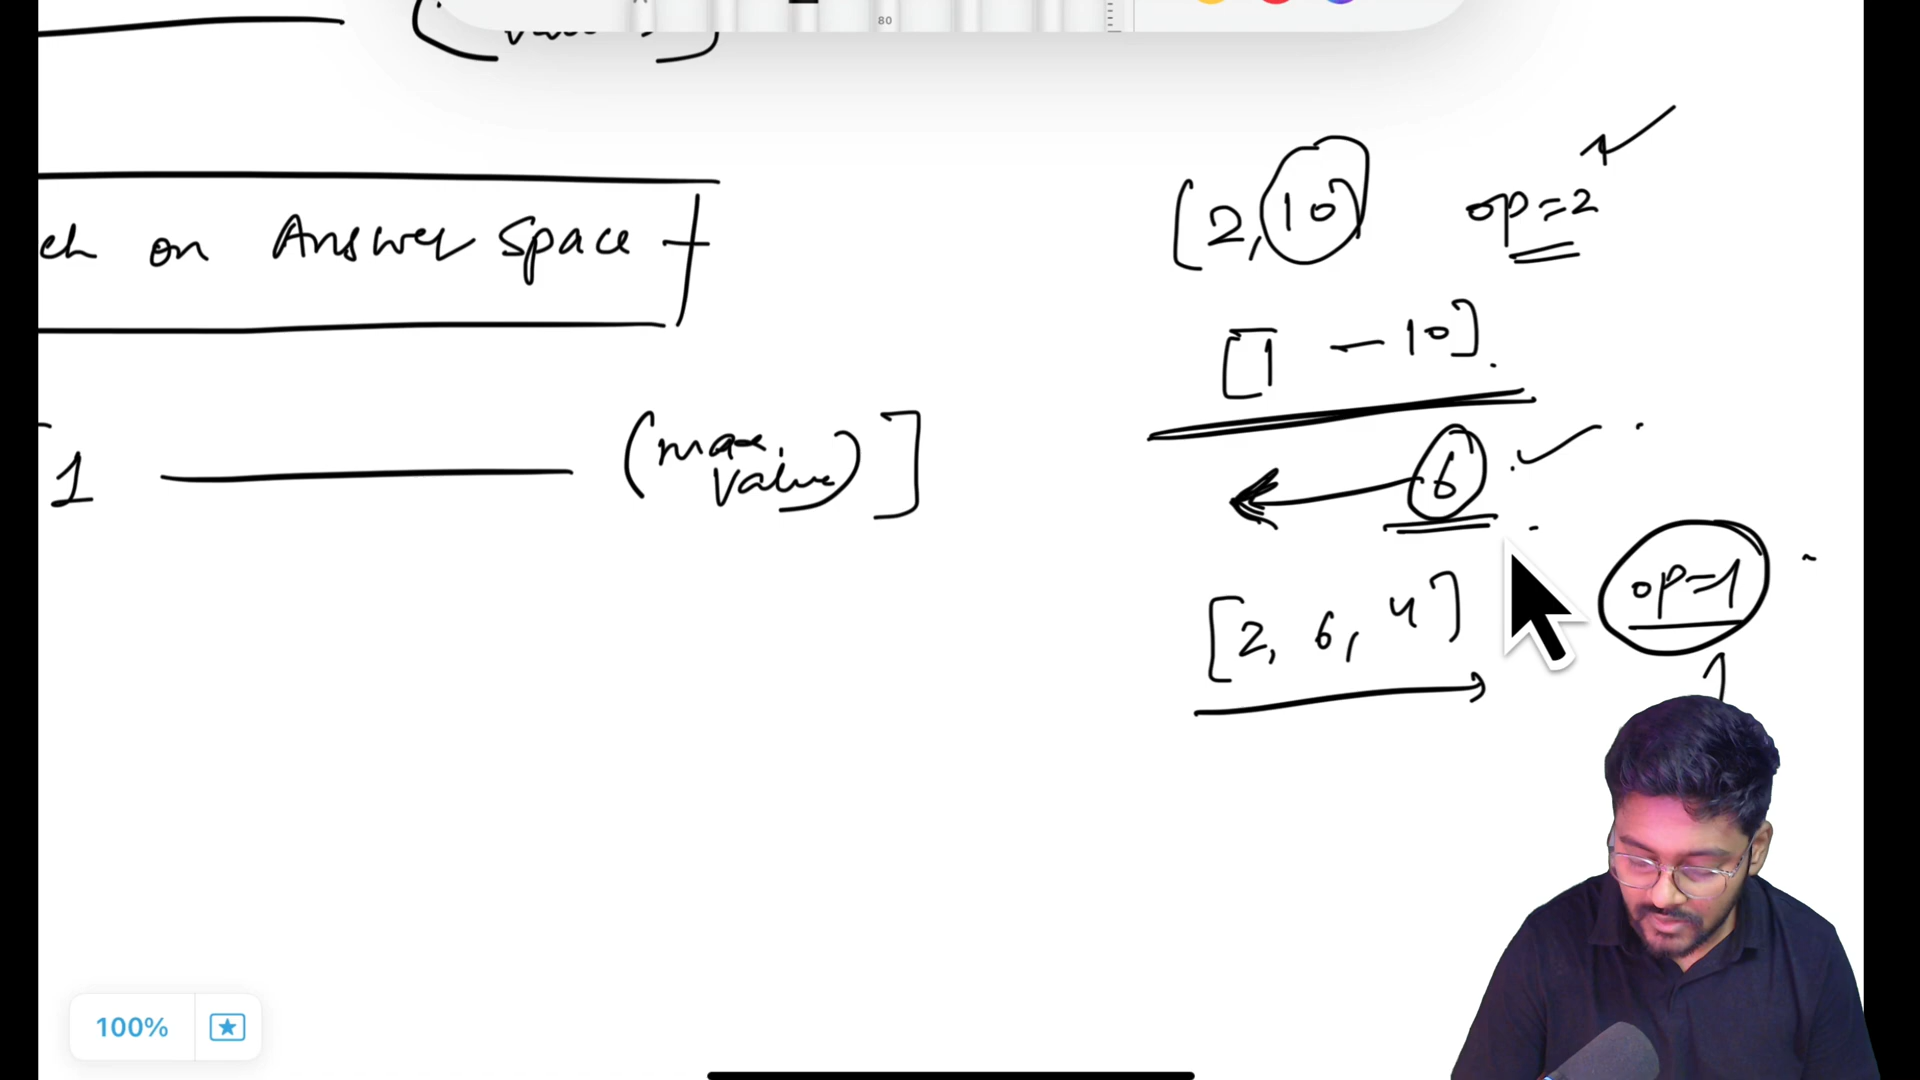 80
[2, 10] op=2
ch on Answer Space
[1 — 10].
[1 — (max. value)]
6
[2, 6, 4] op=1
100%